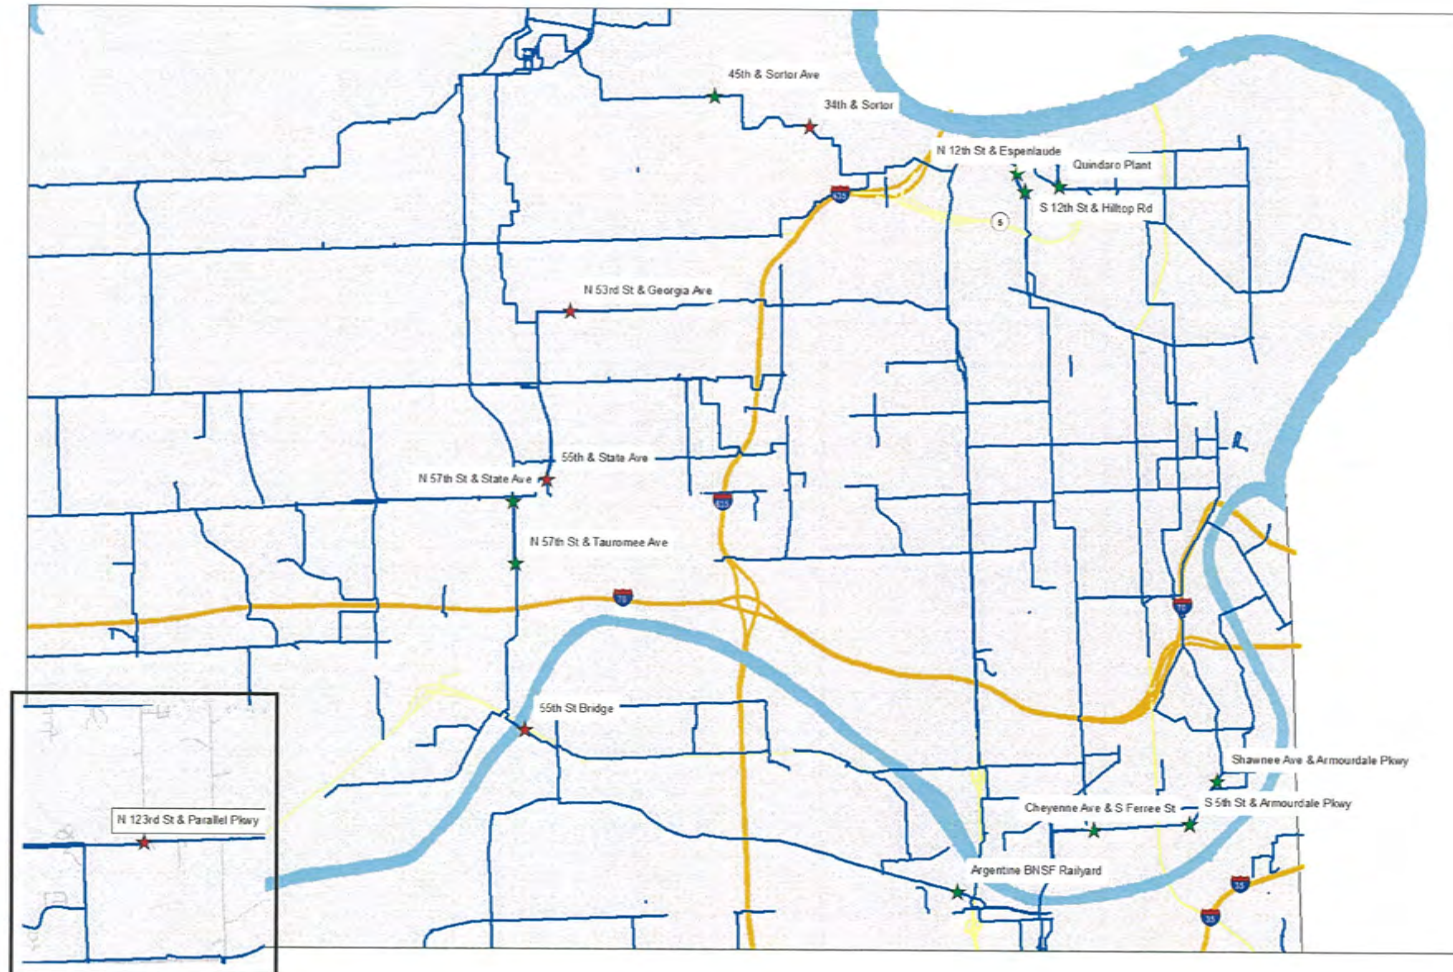 45th & Sortor Ave
34th & Sortor
N 12th St & Espenlaude
Quindaro Plant
635
S 12th St & Hilltop Rd
5
N 53rd St & Georgia Ave
55th & State Ave
N 57th St & State Ave
635
N 57th St & Tauromee Ave
70
70
55th St Bridge
Shawnee Ave & Armourdale Pkwy
Cheyenne Ave & S Ferree St
S 5th St & Armourdale Pkwy
N 123rd St & Parallel Pkwy
Argentine BNSF Railyard
35
35